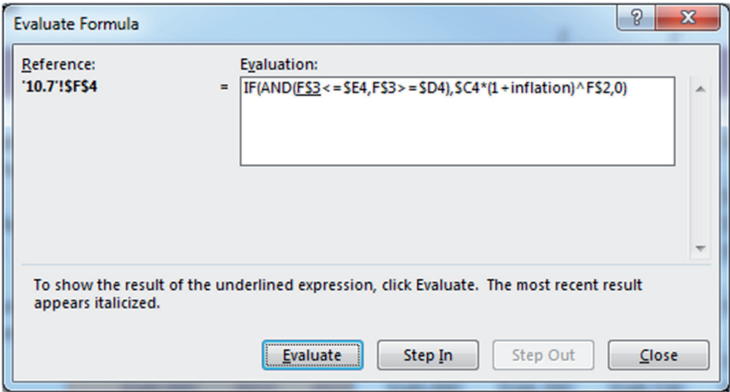 Evaluate Formula
Reference: Evaluation:
'10.7'!$F$4 = IF(AND(F$3<=$E4,F$3>=$D4),$C4*(1+inflation)^F$2,0)
To show the result of the underlined expression, click Evaluate. The most recent result
appears italicized.
Evaluate Step In Step Out Close